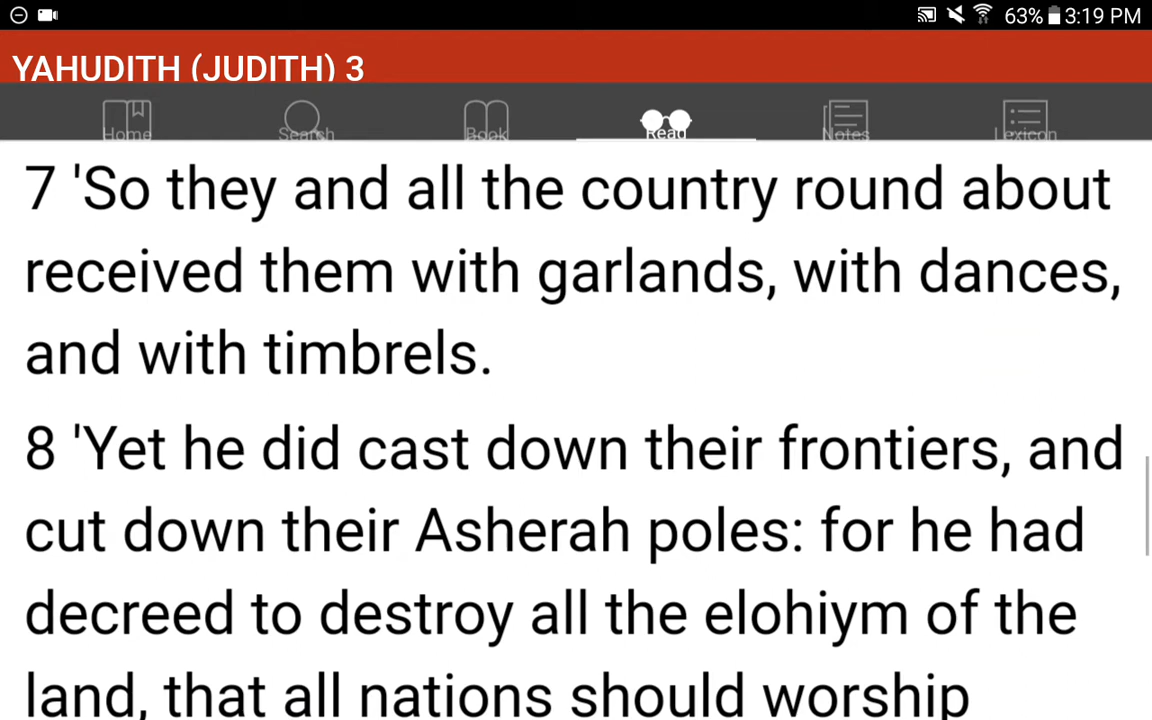 63% 3:19 PM
YAHUDITH (JUDITH) 3
Home Search Book Read Notes Lexicon
7 'So they and all the country round about
received them with garlands, with dances,
and with timbrels.
8 'Yet he did cast down their frontiers, and
cut down their Asherah poles: for he had
decreed to destroy all the elohiym of the
land, that all nations should worship